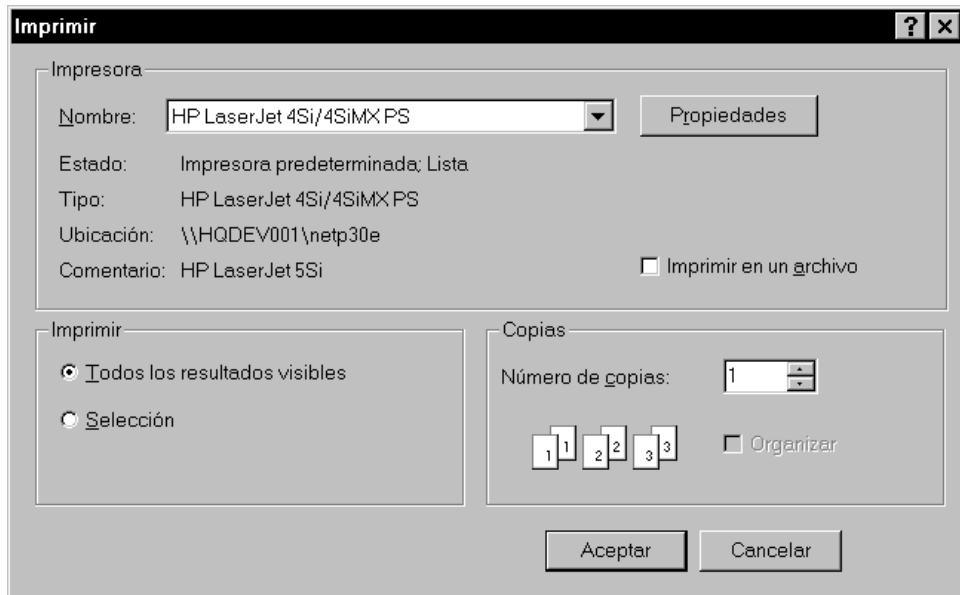 Imprimir
Impresora
Nombre: HP LaserJet 4Si/4SiMX PS Propiedades
Estado: Impresora predeterminada; Lista
Tipo: HP LaserJet 4Si/4SiMX PS
Ubicación: \\HQDEV001\netp30e
Comentario: HP LaserJet 5Si Imprimir en un archivo
Imprimir
Todos los resultados visibles
Selección
Copias
Número de copias: 1
1 1 2 2 3 3 Organizar
Aceptar Cancelar